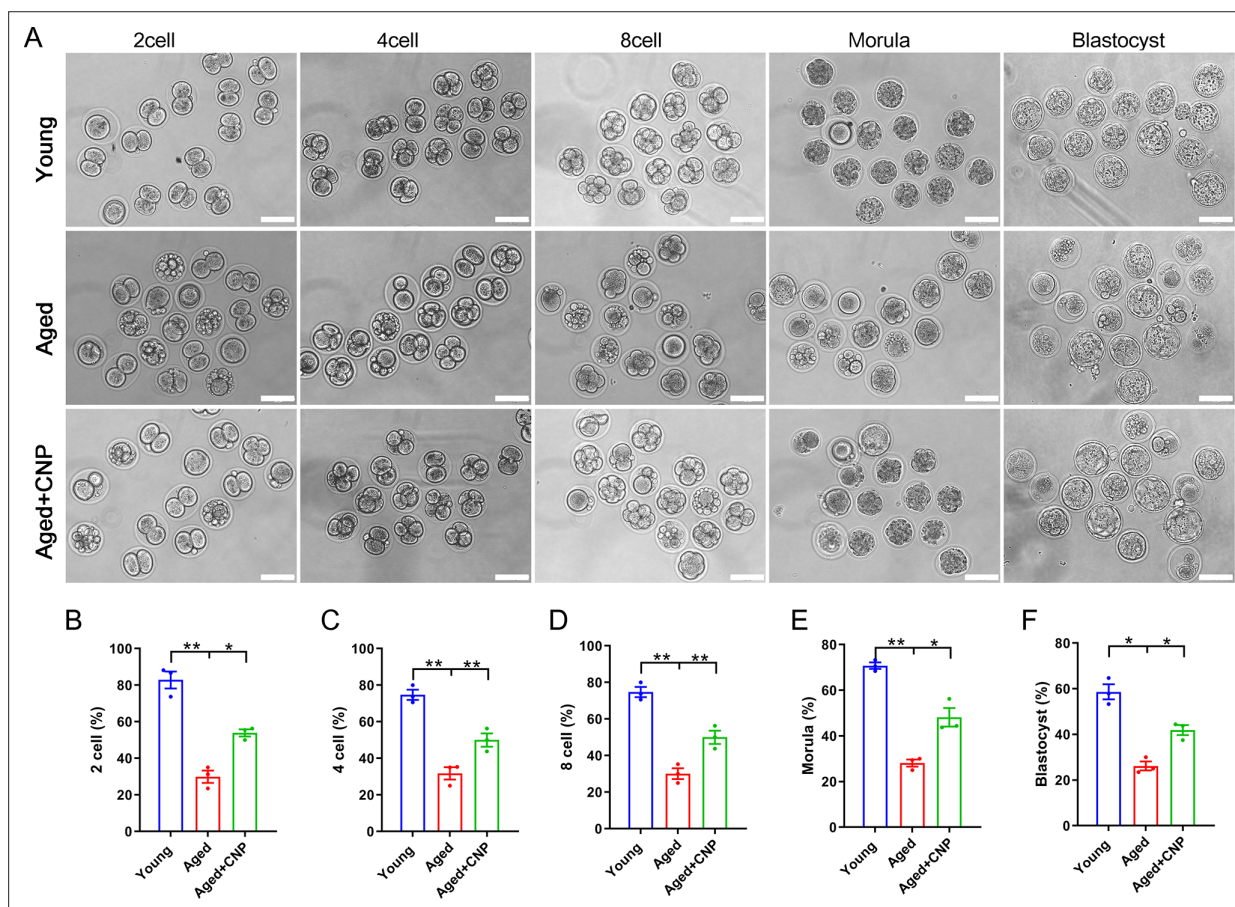 A
2cell 4cell 8cell Morula Blastocyst
Young
Aged
Aged+CNP
B
2 cell (%)
100
80
60
40
20
0
** *
Young Aged Aged+CNP
C
4 cell (%)
100
80
60
40
20
0
** **
Young Aged Aged+CNP
D
8 cell (%)
100
80
60
40
20
0
** **
Young Aged Aged+CNP
E
Morula (%)
80
60
40
20
0
** *
Young Aged Aged+CNP
F
Blastocyst (%)
80
60
40
20
0
* *
Young Aged Aged+CNP